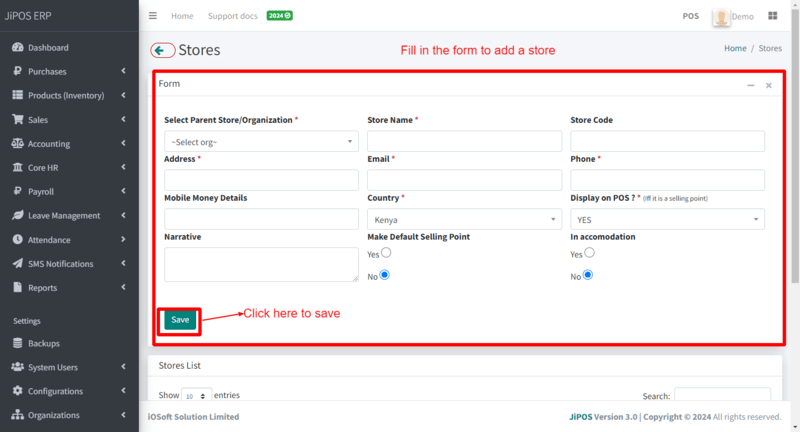 JiPOS ERP
Home
Support docs
2024
POS
Demo
Dashboard
Purchases
Products (Inventory)
Sales
Accounting
Core HR
Payroll
Leave Management
Attendance
SMS Notifications
Reports
Settings
Backups
System Users
Configurations
Organizations
Stores
Fill in the form to add a store
Home / Stores
Form
Select Parent Store/Organization *
Store Name *
Store Code
~Select org~
Address *
Email *
Phone *
Mobile Money Details
Country *
Display on POS ? * (Iff it is a selling point)
Kenya
YES
Narrative
Make Default Selling Point
In accomodation
Yes
Yes
No
No
Save
Click here to save
Stores List
Show 10 entries
Search:
iOSoft Solution Limited
JiPOS Version 3.0 | Copyright © 2024 All rights reserved.